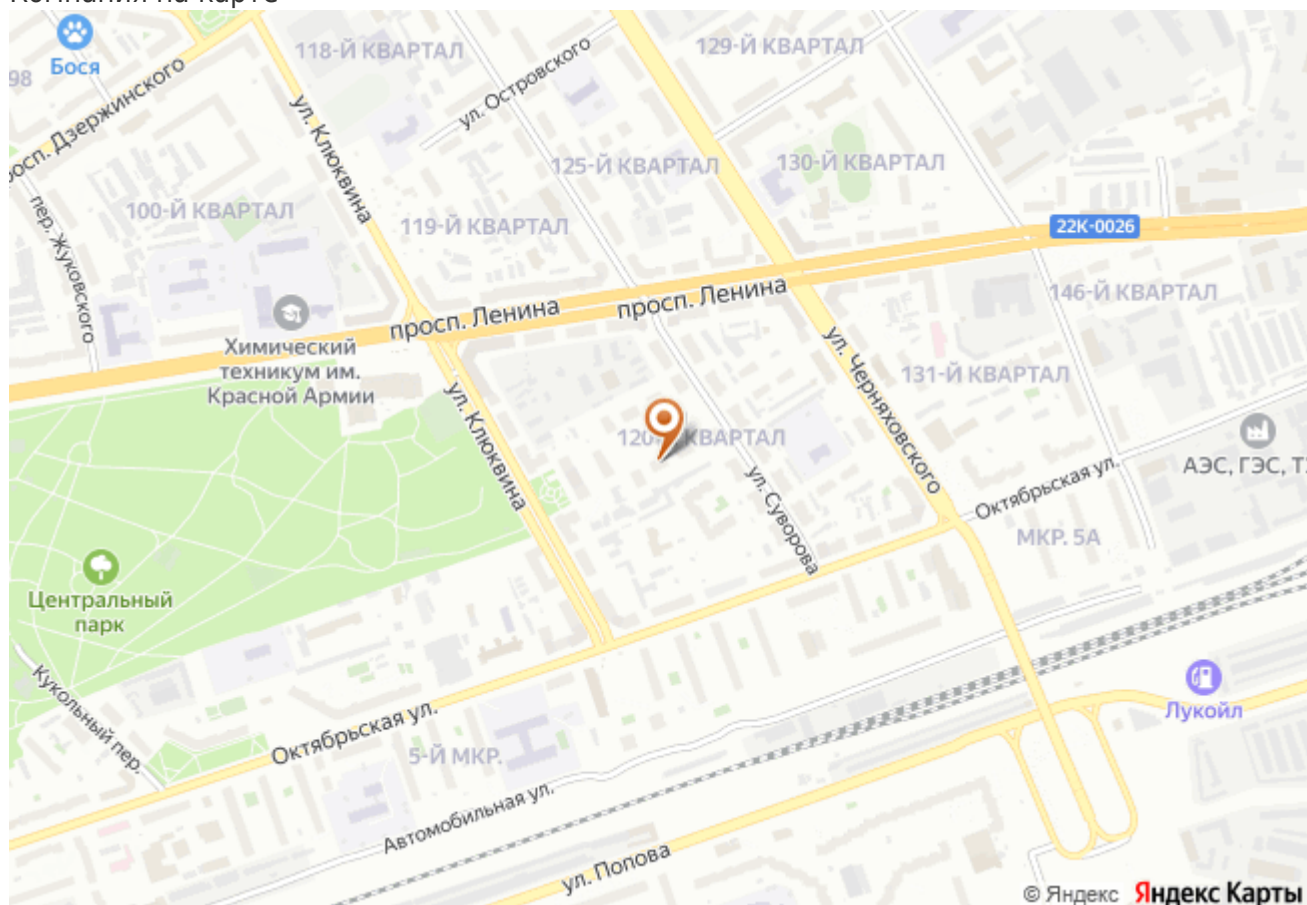 Компания на карте
Бося
98
118-Й КВАРТАЛ
129-Й КВАРТАЛ
ул. Островского
росп. Дзержинского
ул. Клюквина
125-Й КВАРТАЛ
130-Й КВАРТАЛ
100-Й КВАРТАЛ
119-Й КВАРТАЛ
пер. Жуковского
22К-0026
просп. Ленина
просп. Ленина
146-Й КВАРТАЛ
Химический
техникум им.
Красной Армии
ул. Черняховского
131-Й КВАРТАЛ
ул. Клюквина
КВАРТАЛ
ул. Суворова
АЭС, ГЭС, Т
Октябрьская ул.
МКР. 5А
Центральный
парк
Кукольный пер.
Лукойл
Октябрьская ул.
5-Й МКР.
Автомобильная ул.
ул. Попова
© Яндекс Яндекс Карты